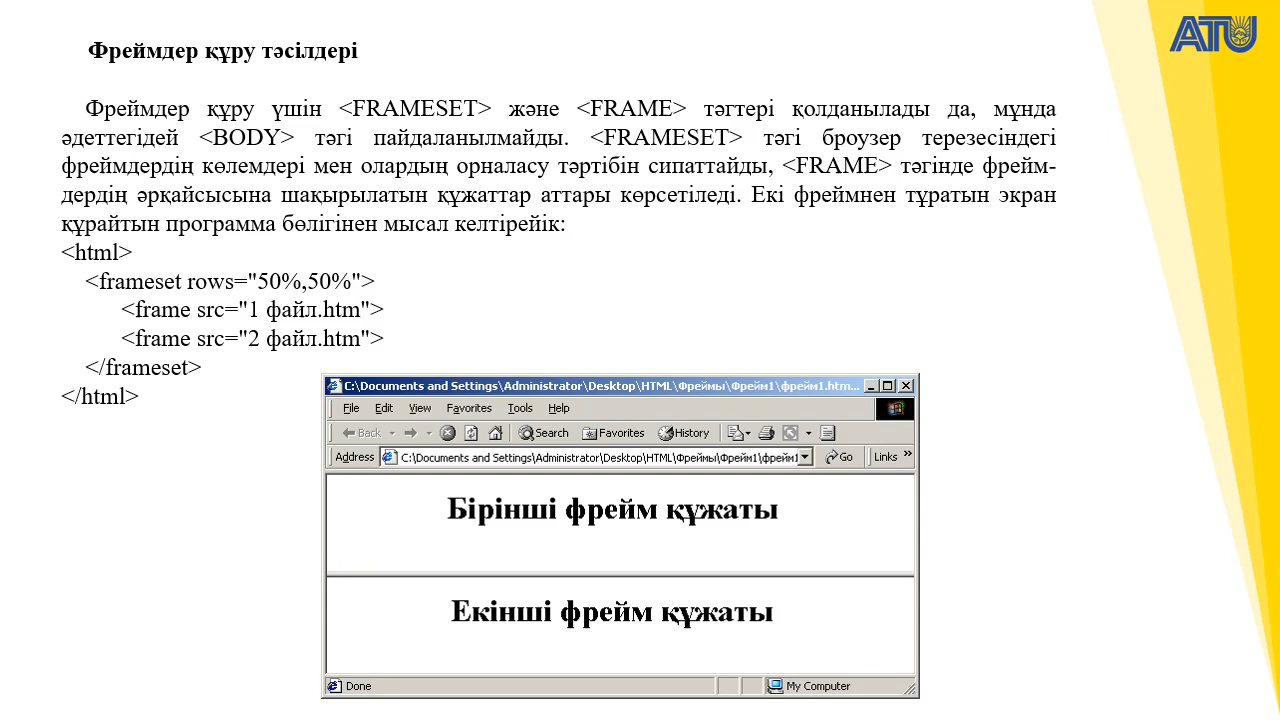 ATU
Фреймдер құру тәсілдері
Фреймдер құру үшін <FRAMESET> және <FRAME> тәгтері қолданылады да, мұнда
әдеттегідей <BODY> тәгі пайдаланылмайды. <FRAMESET> тәгі броузер терезесіндегі
фреймдердің көлемдері мен олардың орналасу тәртібін сипаттайды, <FRAME> тәгінде фрейм-
дердің әрқайсысына шақырылатын құжаттар аттары көрсетіледі. Екі фреймнен тұратын экран
құрайтын программа бөлігінен мысал келтірейік:
<html>
<frameset rows="50%,50%">
<frame src="1 файл.htm">
<frame src="2 файл.htm">
</frameset>
</html>
C:\Documents and Settings\Administrator\Desktop\HTML\Фреймы\Фрейм1\фрейм1.htm...
File Edit View Favorites Tools Help
Back Search Favorites History
Address C:\Documents and Settings\Administrator\Desktop\HTML\Фреймы\Фрейм1\фрейм1 Go Links »
Бірінші фрейм құжаты
Екінші фрейм құжаты
Done My Computer